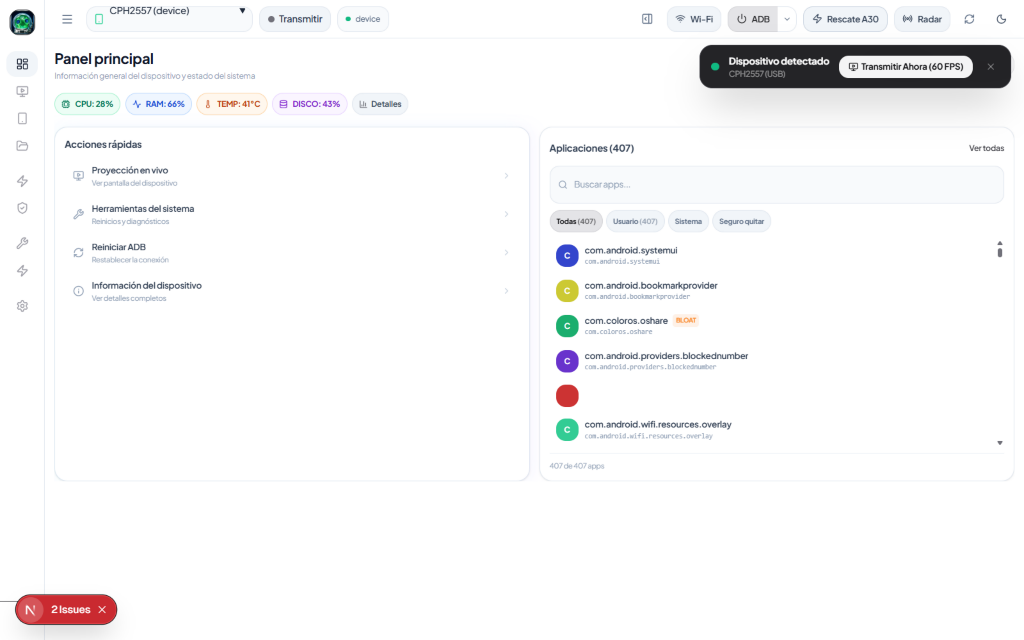 CPH2557 (device)
Transmitir
device
Wi-Fi
ADB
Rescate A30
Radar
Panel principal
Información general del dispositivo y estado del sistema
Dispositivo detectado
CPH2557 (USB)
Transmitir Ahora (60 FPS)
CPU: 28%
RAM: 66%
TEMP: 41°C
DISCO: 43%
Detalles
Acciones rápidas
Proyección en vivo
Ver pantalla del dispositivo
Herramientas del sistema
Reinicios y diagnósticos
Reiniciar ADB
Restablecer la conexión
Información del dispositivo
Ver detalles completos
Aplicaciones (407)
Ver todas
Buscar apps...
Todas (407)
Usuario (407)
Sistema
Seguro quitar
C
com.android.systemui
com.android.systemui
C
com.android.bookmarkprovider
com.android.bookmarkprovider
C
com.coloros.oshare
BLOAT
com.coloros.oshare
C
com.android.providers.blockednumber
com.android.providers.blockednumber
C
com.android.wifi.resources.overlay
com.android.wifi.resources.overlay
407 de 407 apps
N
2 Issues